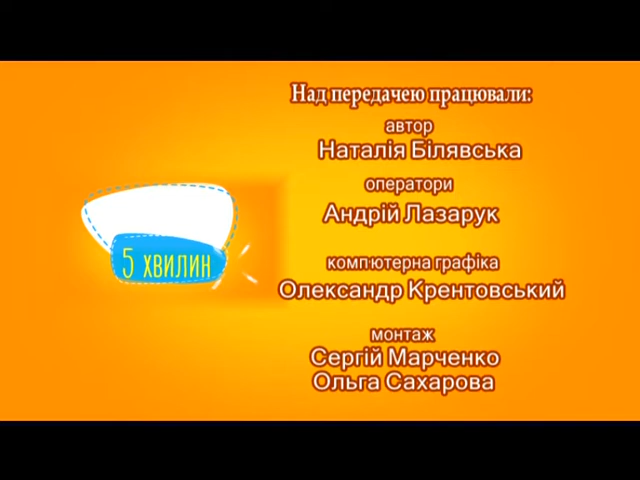 Над передачею працювали:
автор
Наталія Білявська
оператори
Андрій Лазарук
5 ХВИЛИН
комп'ютерна графіка
Олександр Крентовський
монтаж
Сергій Марченко
Ольга Сахарова